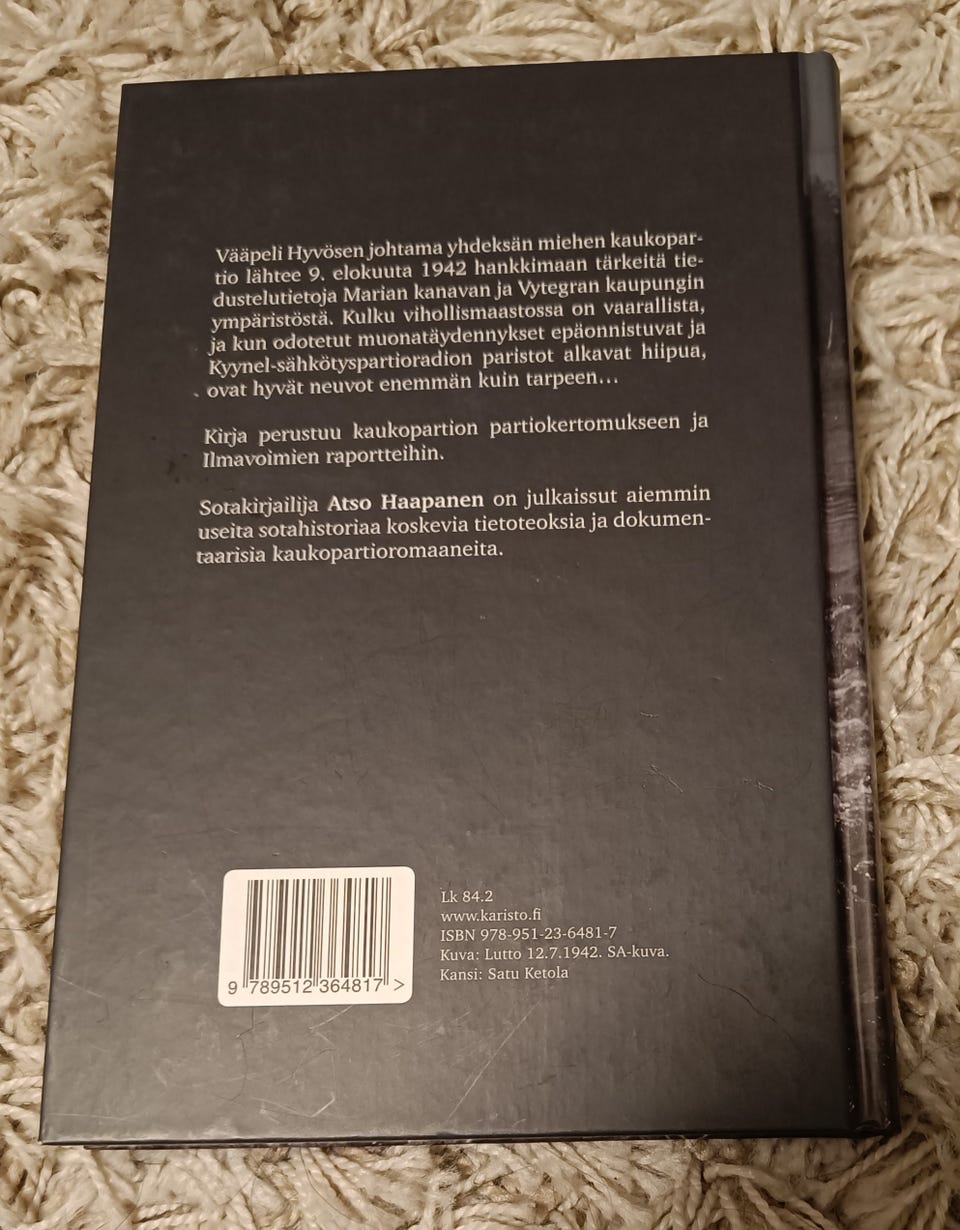 Vääpeli Hyvösen johtama yhdeksän miehen kaukopar-
tio lähtee 9. elokuuta 1942 hankkimaan tärkeitä tie-
dustelutietoja Marian kanavan ja Vytegran kaupungin
ympäristöstä. Kulku vihollismaastossa on vaarallista,
ja kun odotetut muonatäydennykset epäonnistuvat ja
Kyynel-sähkötyspartioradion paristot alkavat hiipua,
ovat hyvät neuvot enemmän kuin tarpeen...
Kirja perustuu kaukopartion partiokertomukseen ja
Ilmavoimien raportteihin.
Sotakirjailija Atso Haapanen on julkaissut aiemmin
useita sotahistoriaa koskevia tietoteoksia ja dokumen-
taarisia kaukopartioromaaneita.
Lk 84.2
www.karisto.fi
ISBN 978-951-23-6481-7
Kuva: Lutto 12.7.1942. SA-kuva.
Kansi: Satu Ketola
9 789512 364817 >